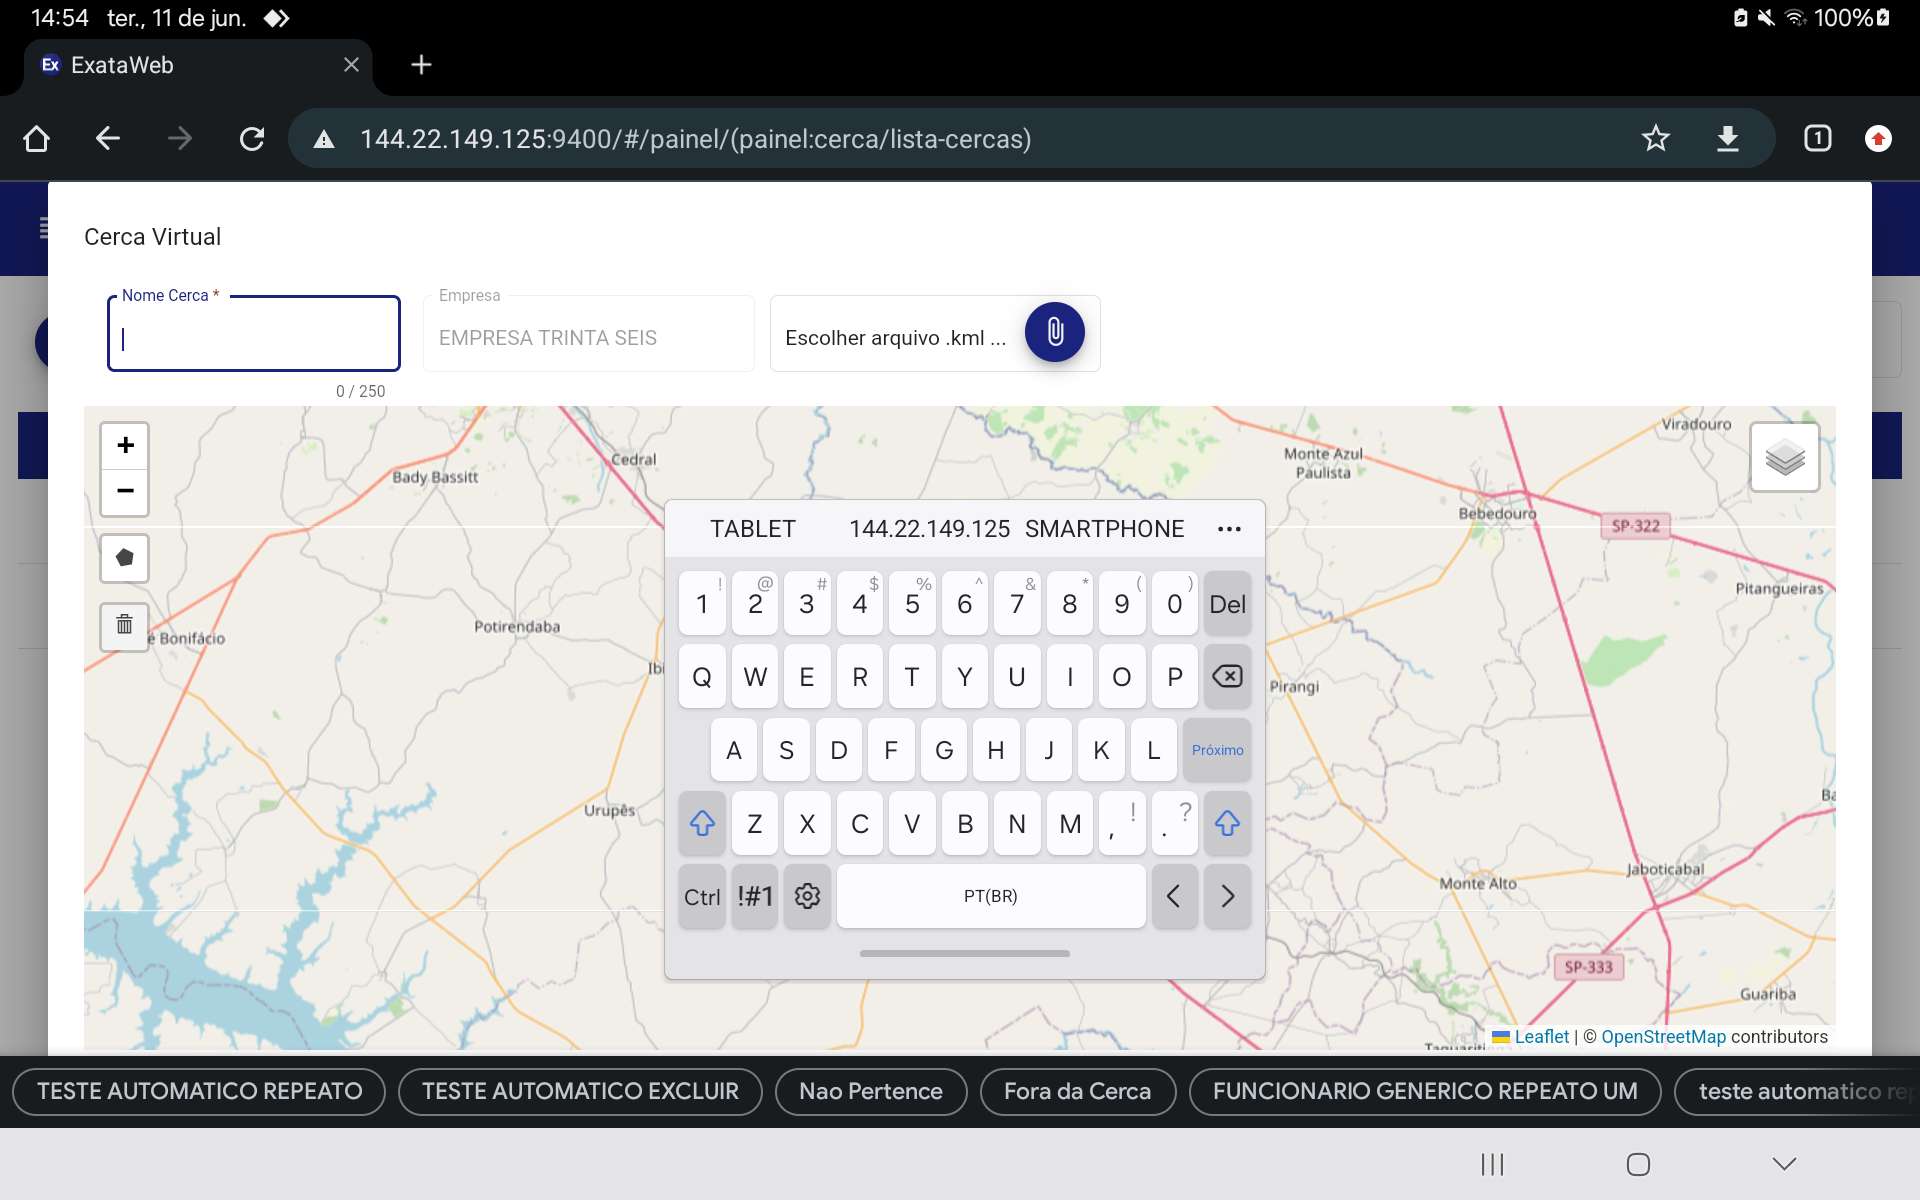 14:54 ter., 11 de jun.
100%
Ex ExataWeb
144.22.149.125:9400/#/painel/(painel:cerca/lista-cercas)
1
Cerca Virtual
Nome Cerca *
Empresa
EMPRESA TRINTA SEIS
Escolher arquivo .kml ...
0 / 250
+
−
Viradouro
Cedral
Monte Azul
Paulista
Bady Bassitt
Bebedouro
SP-322
Pitangueiras
é Bonifácio
Potirendaba
Ibi
Pirangi
Urupês
Ba
Jaboticabal
Monte Alto
SP-333
Guariba
TABLET 144.22.149.125 SMARTPHONE ...
! @ # $ % ^ & * ( )
1 2 3 4 5 6 7 8 9 0 Del
Q W E R T Y U I O P
A S D F G H J K L Próximo
Z X C V B N M , ! . ?
Ctrl !#1 PT(BR) < >
Leaflet | © OpenStreetMap contributors
TESTE AUTOMATICO REPEATO
TESTE AUTOMATICO EXCLUIR
Nao Pertence
Fora da Cerca
FUNCIONARIO GENERICO REPEATO UM
teste automatico rep